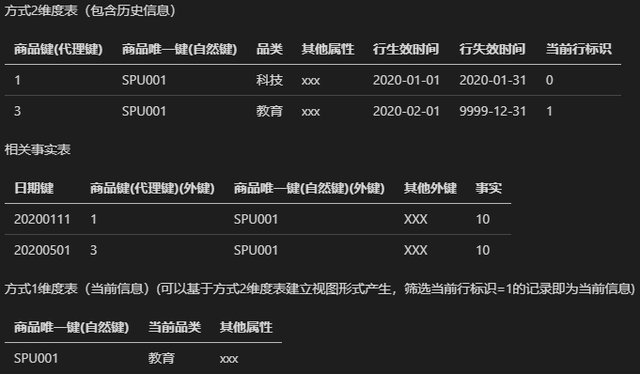 方式2维度表（包含历史信息）
商品键(代理键) 商品唯一键(自然键) 品类 其他属性 行生效时间 行失效时间 当前行标识
1 SPU001 科技 xxx 2020-01-01 2020-01-31 0
3 SPU001 教育 xxx 2020-02-01 9999-12-31 1
相关事实表
日期键 商品键(代理键)(外键) 商品唯一键(自然键)(外键) 其他外键 事实
20200111 1 SPU001 XXX 10
20200501 3 SPU001 XXX 10
方式1维度表（当前信息）(可以基于方式2维度表建立视图形式产生，筛选当前行标识=1的记录即为当前信息)
商品唯一键(自然键) 当前品类 其他属性
SPU001 教育 xxx